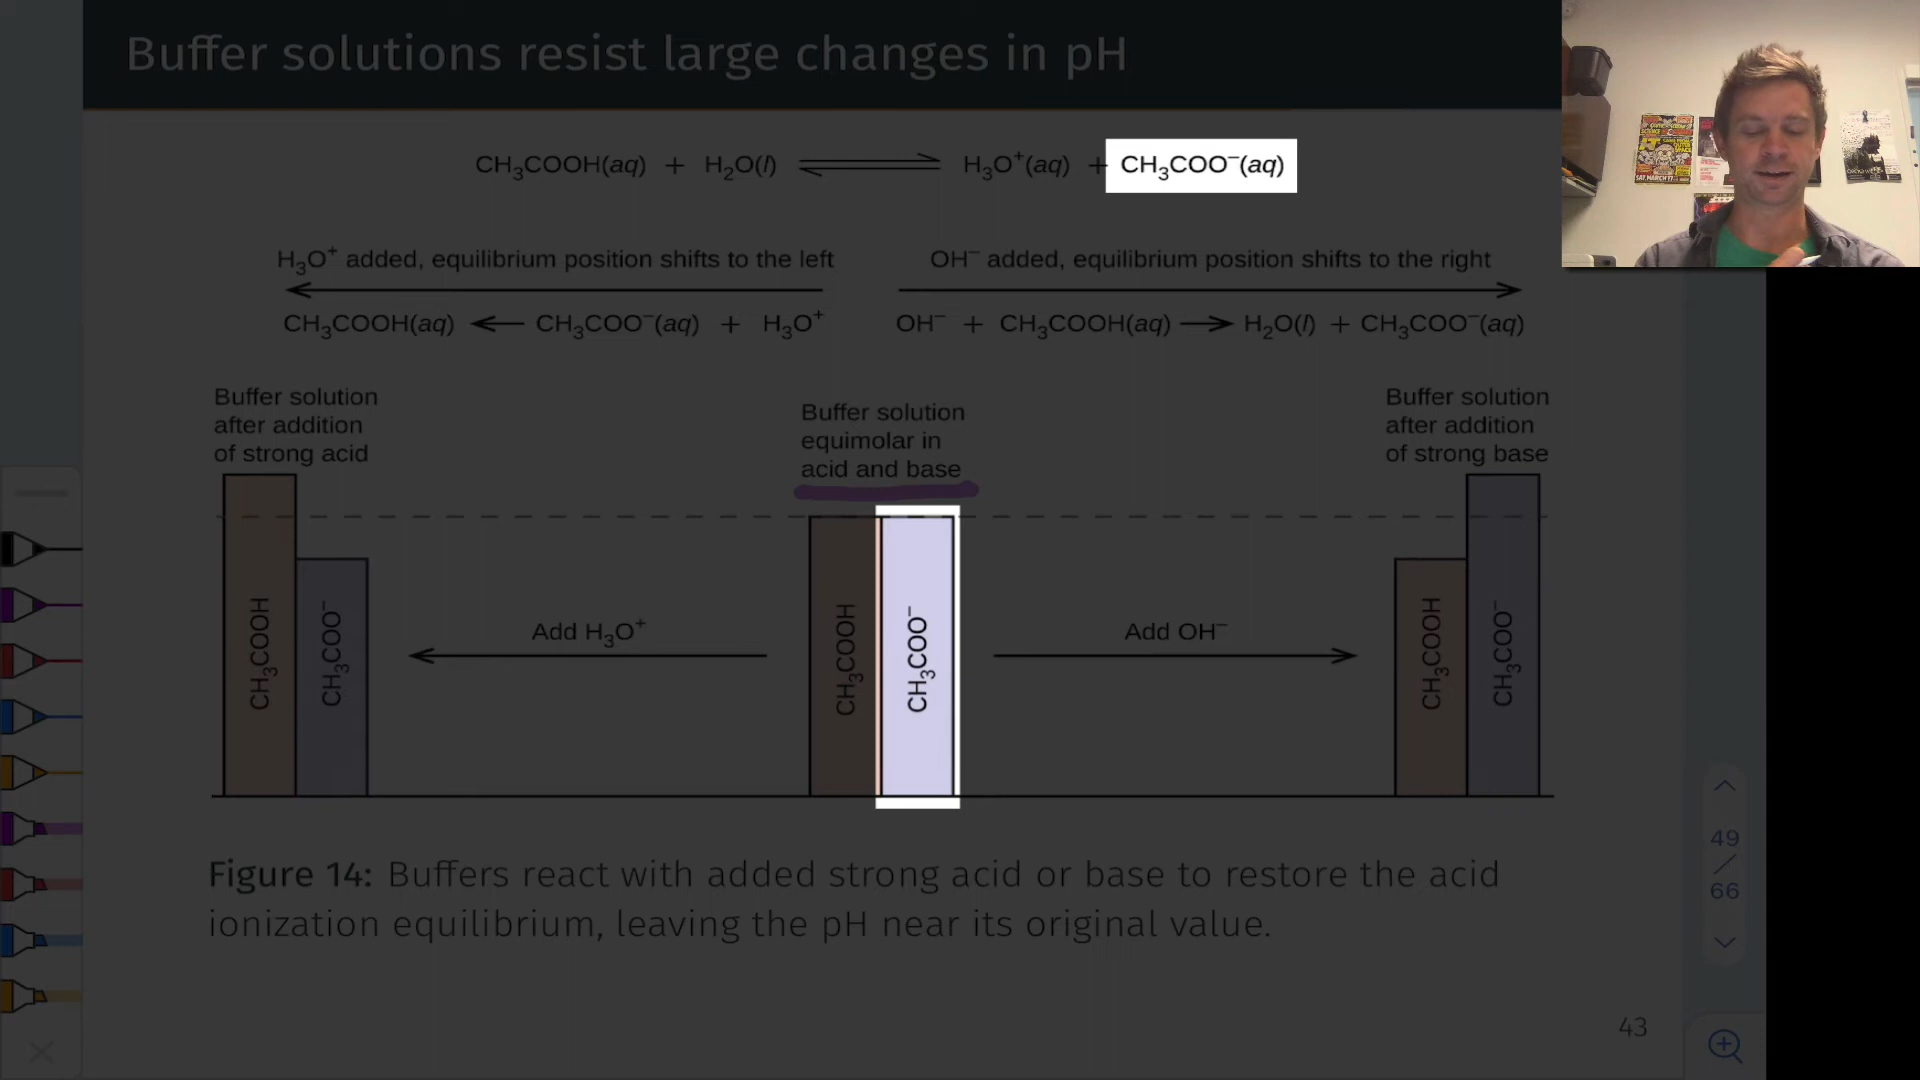 Buffer solutions resist large changes in pH
CH₃COOH(aq) + H₂O(l) ⇌ H₃O⁺(aq) + CH₃COO⁻(aq)
H₃O⁺ added, equilibrium position shifts to the left
OH⁻ added, equilibrium position shifts to the right
CH₃COOH(aq) ← CH₃COO⁻(aq) + H₃O⁺
OH⁻ + CH₃COOH(aq) → H₂O(l) + CH₃COO⁻(aq)
Buffer solution
after addition
of strong acid
Buffer solution
equimolar in
acid and base
Buffer solution
after addition
of strong base
CH₃COOH
CH₃COO⁻
Add H₃O⁺
CH₃COOH
CH₃COO⁻
Add OH⁻
CH₃COOH
CH₃COO⁻
Figure 14: Buffers react with added strong acid or base to restore the acid
ionization equilibrium, leaving the pH near its original value.
49
66
43